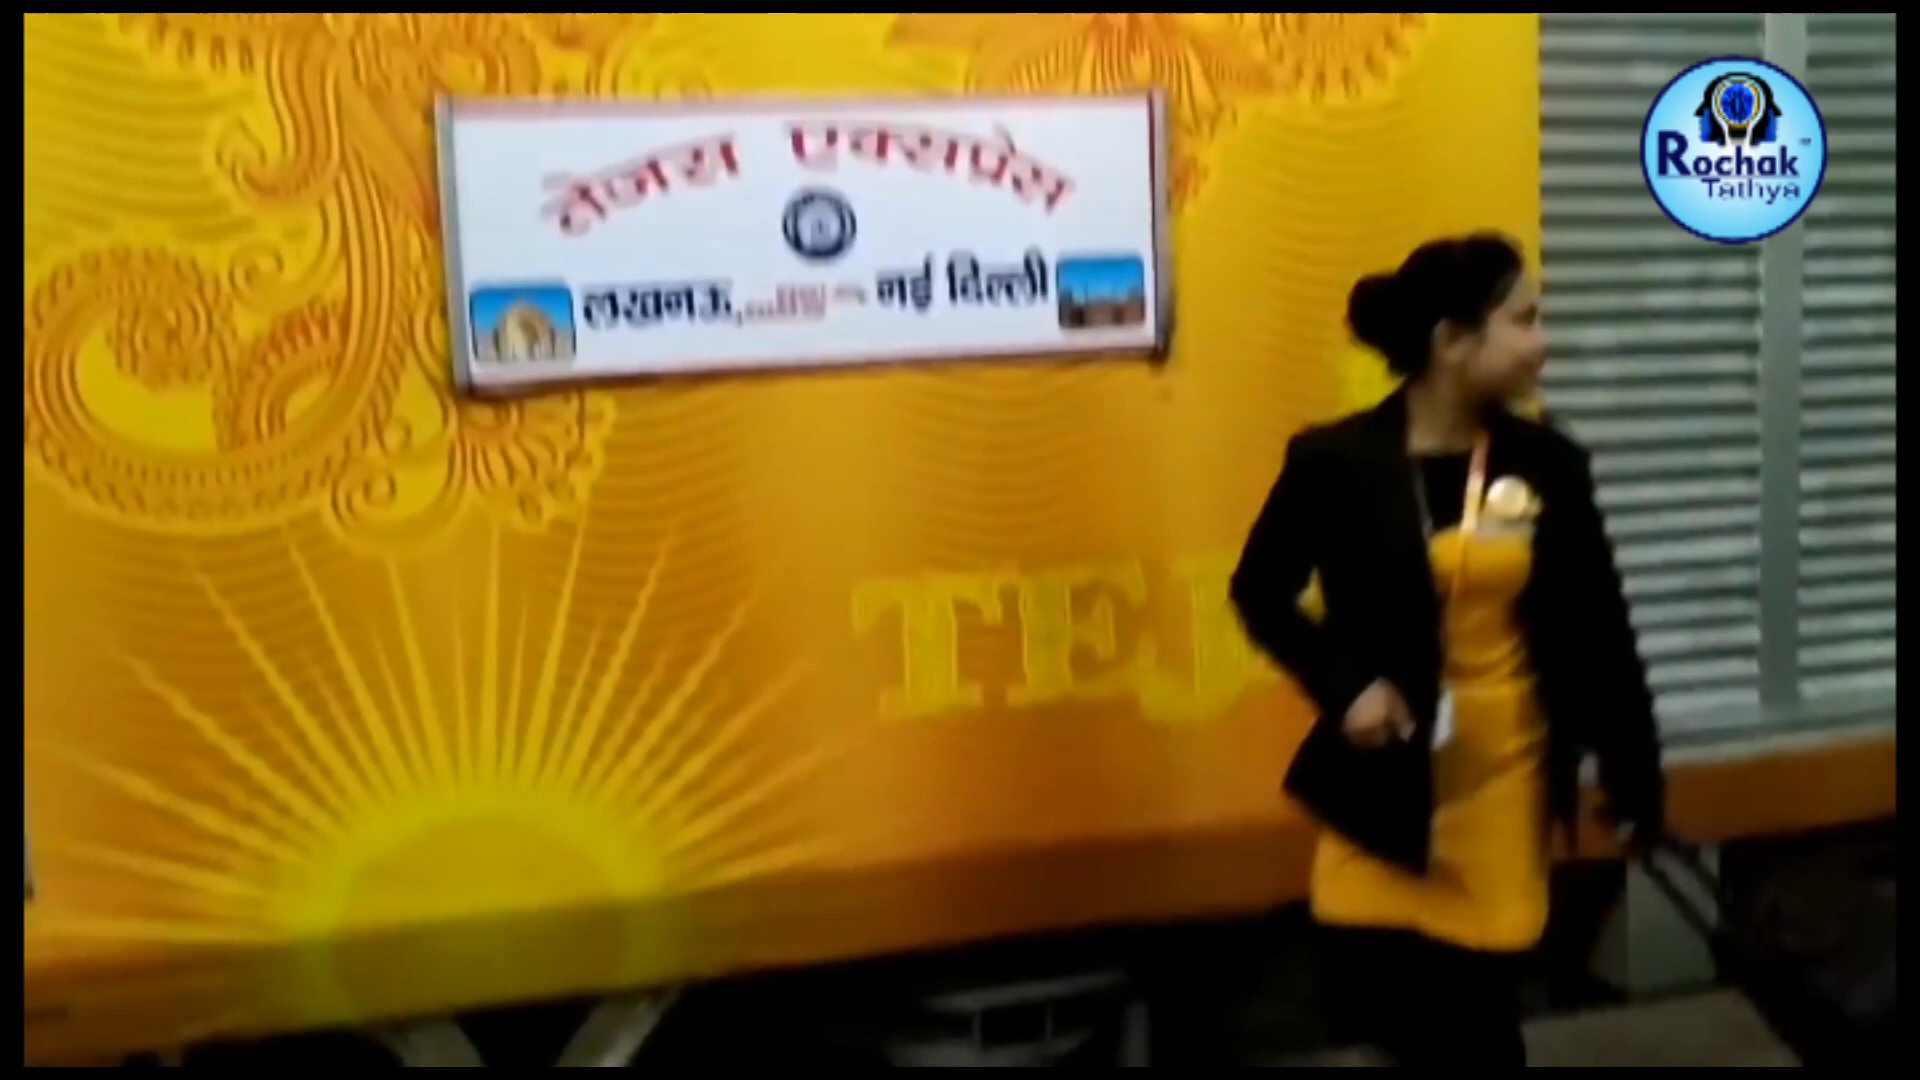 तेजस एक्सप्रेस
लखनऊ, नई दिल्ली
TEJ
Rochak
Tathya